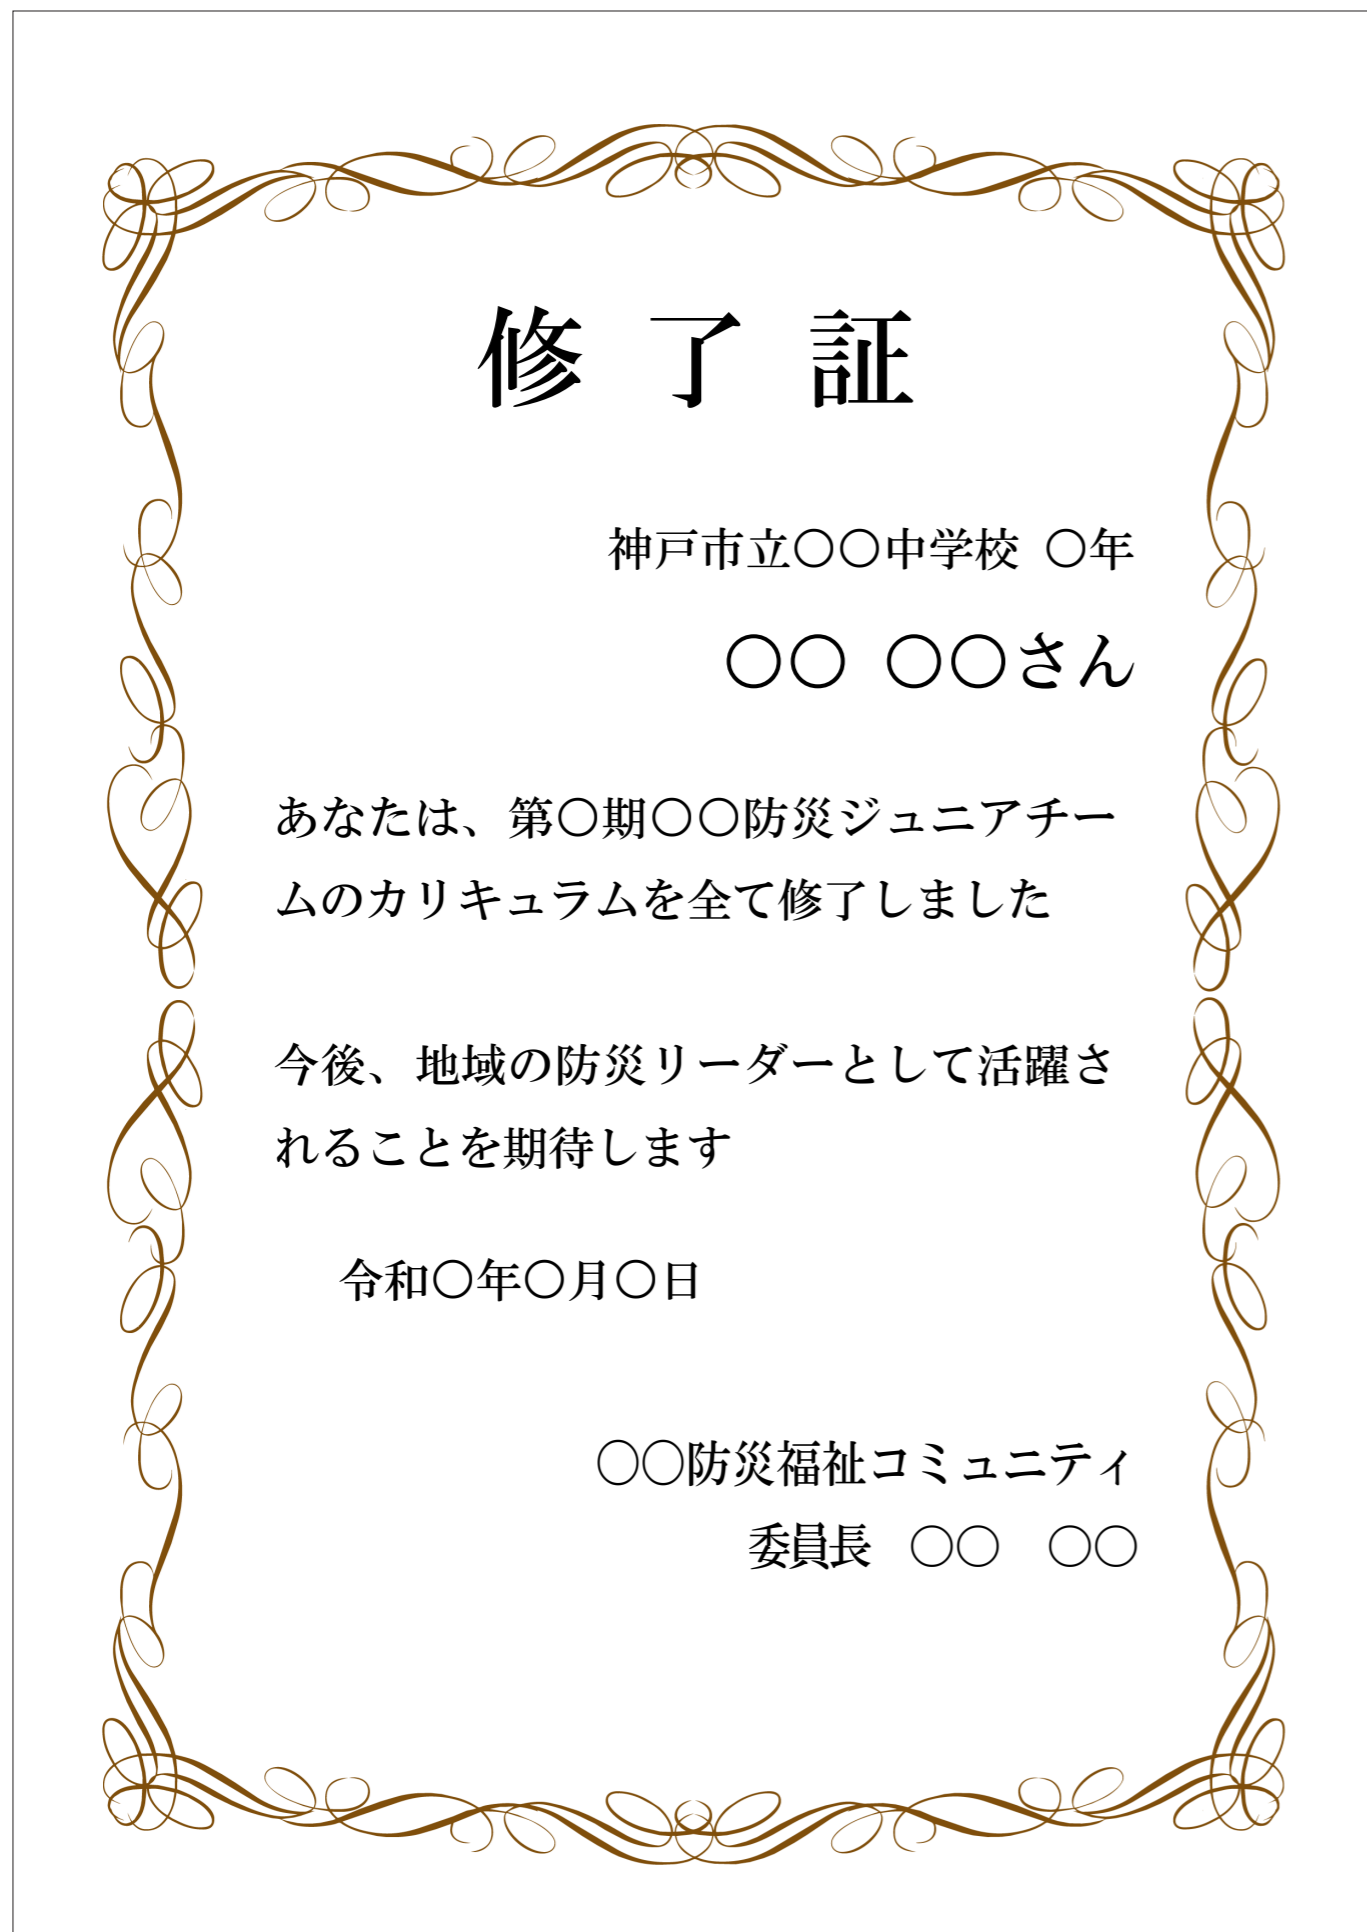 修了証
神戸市立〇〇中学校 〇年
〇〇 〇〇さん
あなたは、第〇期〇〇防災ジュニアチー
ムのカリキュラムを全て修了しました
今後、地域の防災リーダーとして活躍さ
れることを期待します
令和〇年〇月〇日
〇〇防災福祉コミュニティ
委員長 〇〇 〇〇